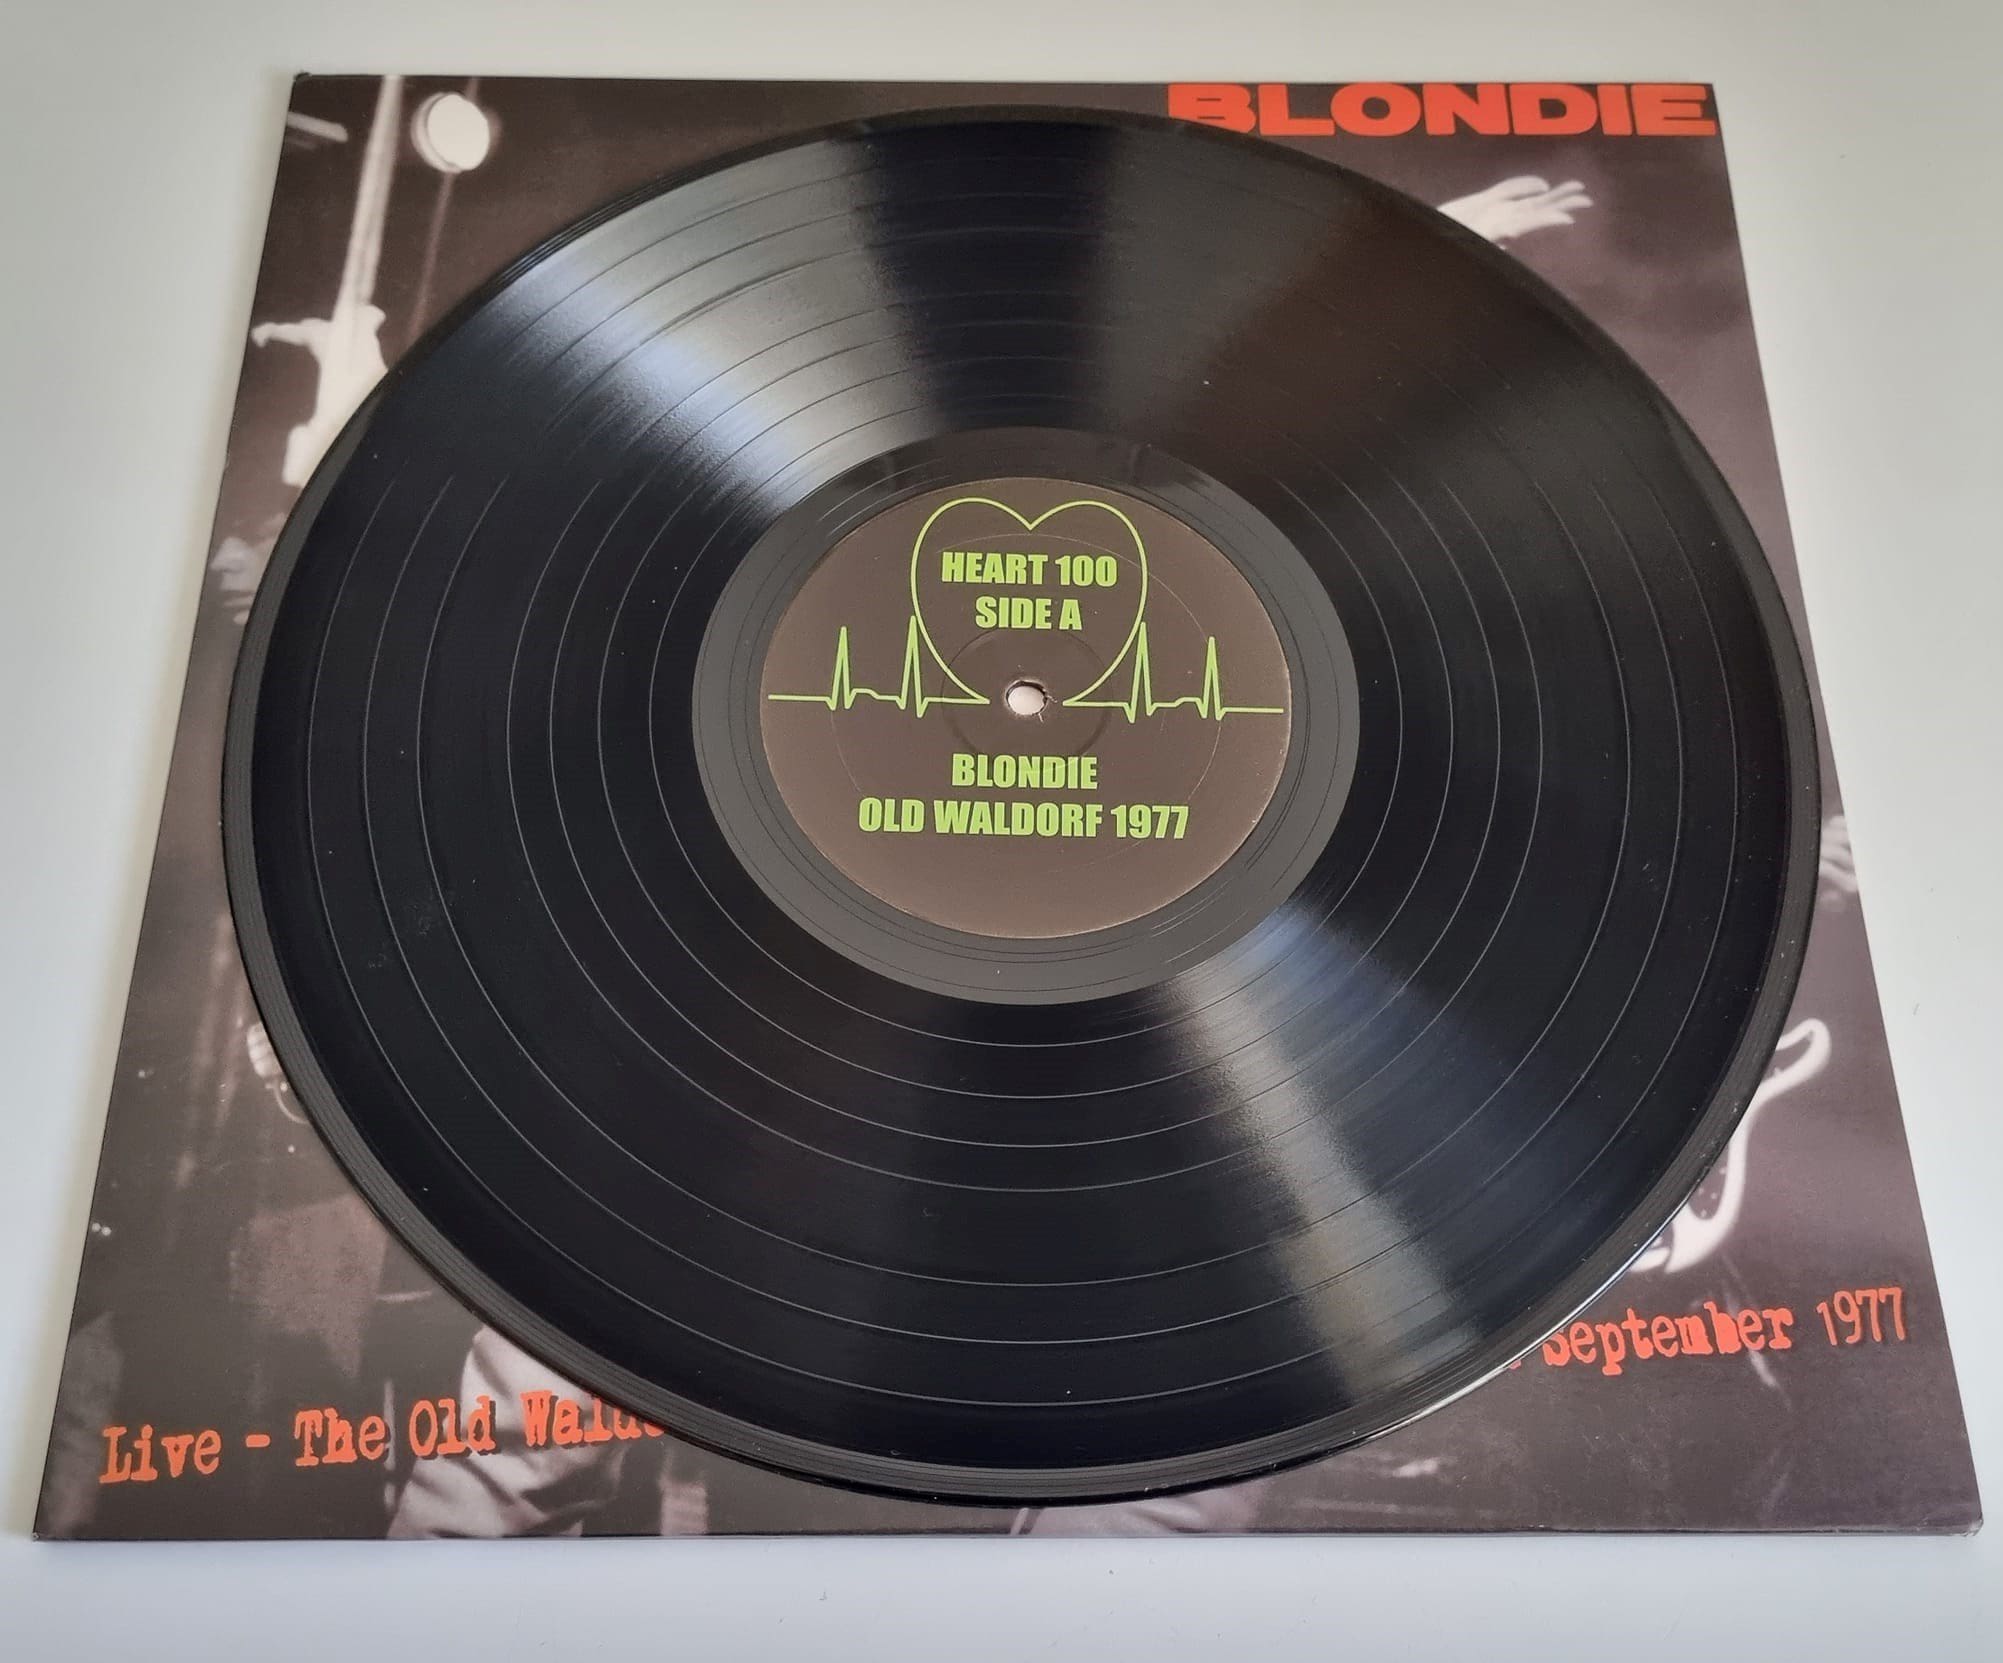 BLONDIE
HEART 100
SIDE A
BLONDIE
OLD WALDORF 1977
Live - The Old
September 1977